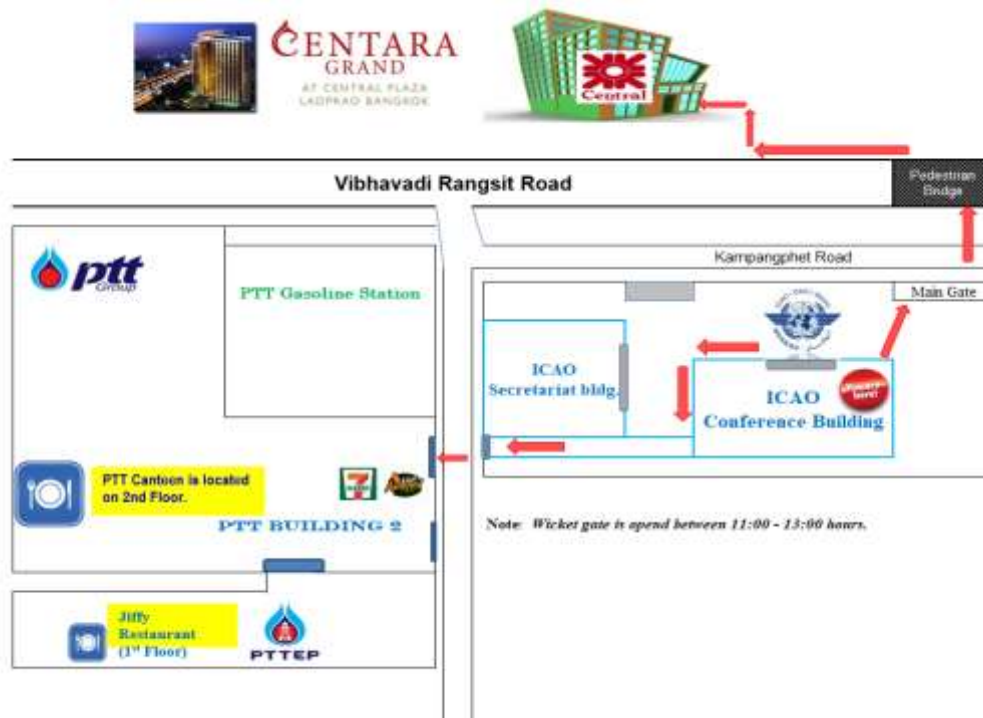 CENTARA
GRAND
AT CENTRAL PLAZA
LADPRAO BANGKOK
Central
Vibhavadi Rangsit Road
Pedestrian
Bridge
Kampangphet Road
ptt
Group
PTT Gasoline Station
Main Gate
ICAO
Secretariat bldg.
ICAO
Conference Building
PTT Canteen is located
on 2nd Floor.
7
PTT BUILDING 2
Note: Wicket gate is opend between 11:00 - 13:00 hours.
Jiffy
Restaurant
(1st Floor)
PTTEP